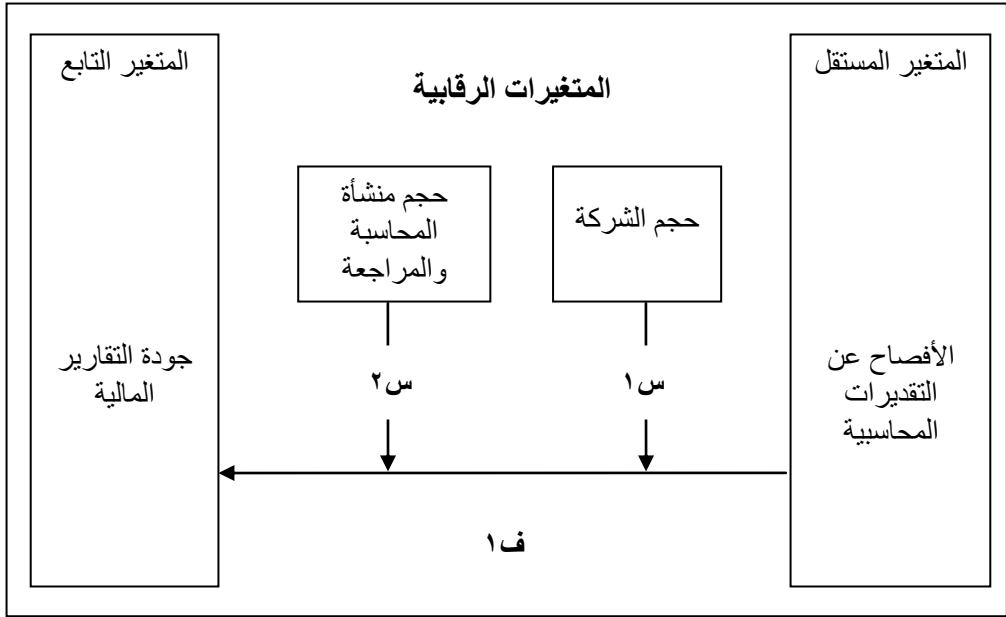 المتغير المستقل
الأفصاح عن
التقديرات
المحاسبية
المتغيرات الرقابية
حجم الشركة
س١
حجم منشأة
المحاسبة
والمراجعة
س٢
ف١
المتغير التابع
جودة التقارير
المالية